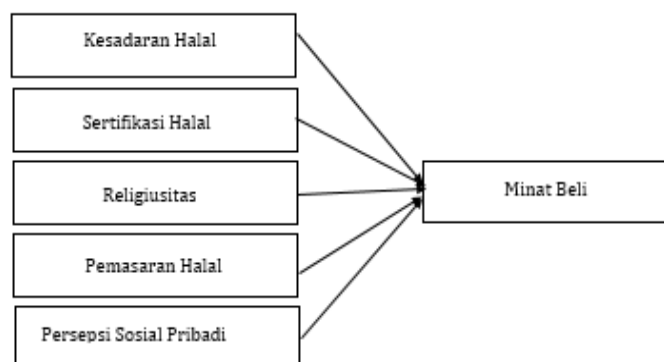 Kesadaran Halal
Sertifikasi Halal
Religiusitas
Minat Beli
Pemasaran Halal
Persepsi Sosial Pribadi